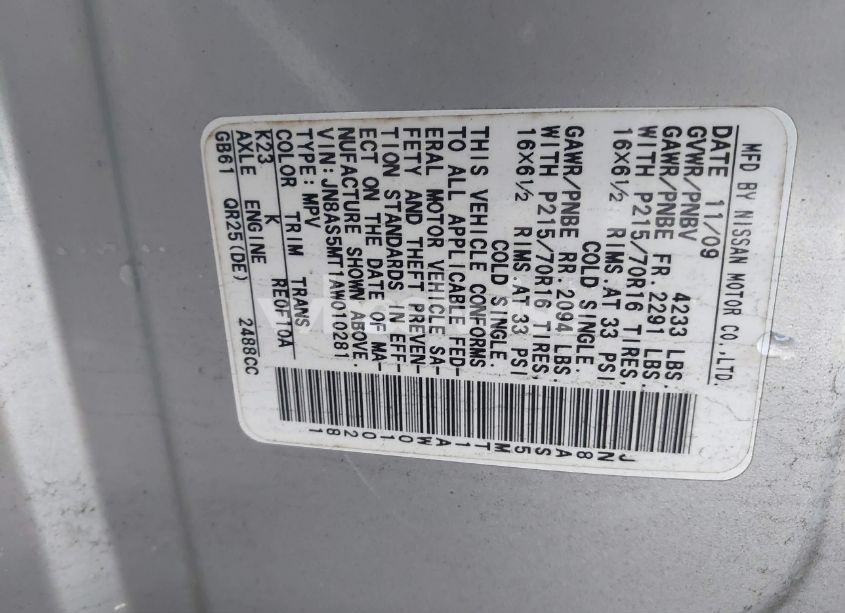 MFD BY NISSAN MOTOR CO.,LTD.
DATE 11/09
GVWR/PNBV 4233 LBS.
GAWR/PNBE FR. 2291 LBS.
WITH P215/70R16 TIRES,
16X6½ RIMS.AT 33 PSI
COLD SINGLE.
GAWR/PNBE RR. 2094 LBS.
WITH P215/70R16 TIRES,
16X6½ RIMS.AT 33 PSI
COLD SINGLE.
THIS VEHICLE CONFORMS
TO ALL APPLICABLE FED-
ERAL MOTOR VEHICLE SA-
FETY AND THEFT PREVEN-
TION STANDARDS IN EFF-
ECT ON THE DATE OF MA-
NUFACTURE SHOWN ABOVE.
VIN:JN8AS5MT1AW010281
TYPE: MPV
COLOR TRIM TRANS
K23 K RE0F10A
AXLE ENGINE
GB61 QR25(DE) 2488CC
JN8AS5MT1AW010281